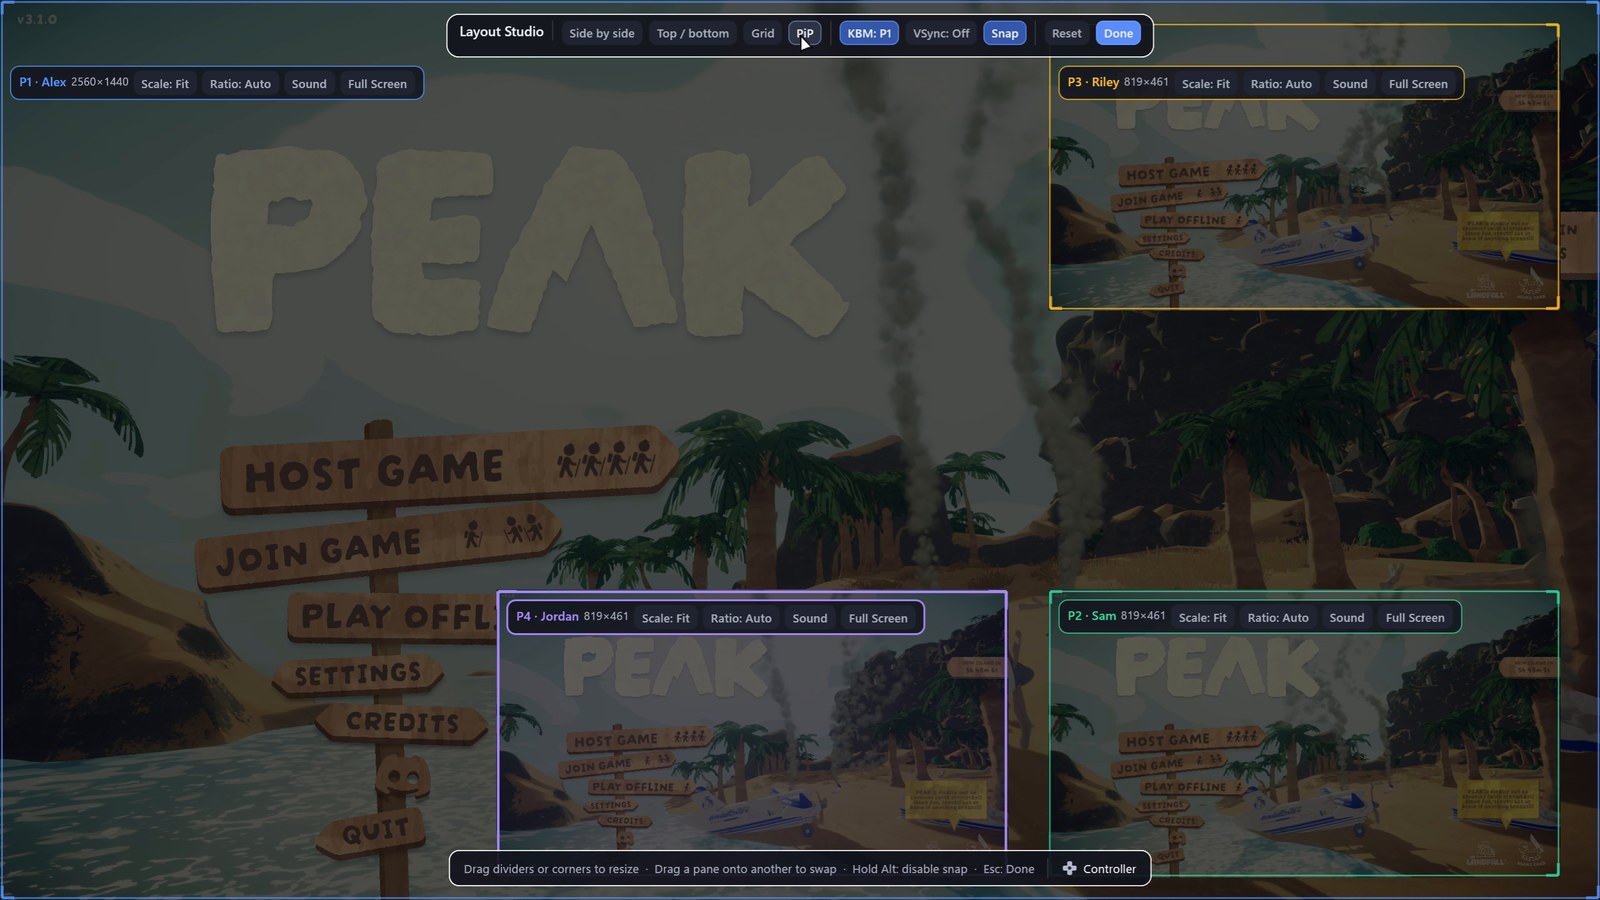 v3.1.0
Layout Studio Side by side Top / bottom Grid PiP KBM: P1 VSync: Off Snap Reset Done
P1 · Alex 2560×1440 Scale: Fit Ratio: Auto Sound Full Screen
P3 · Riley 819×461 Scale: Fit Ratio: Auto Sound Full Screen
PEAK
HOST GAME
JOIN GAME
PLAY OFFLINE
SETTINGS
CREDITS
QUIT
LANDFALL
PEAK
HOST GAME
JOIN GAME
PLAY OFFL
SETTINGS
CREDITS
QUIT
P4 · Jordan 819×461 Scale: Fit Ratio: Auto Sound Full Screen
PEAK
HOST GAME
JOIN GAME
PLAY OFFLINE
SETTINGS
CREDITS
P2 · Sam 819×461 Scale: Fit Ratio: Auto Sound Full Screen
PEAK
HOST GAME
JOIN GAME
PLAY OFFLINE
SETTINGS
CREDITS
QUIT
LANDFALL
Drag dividers or corners to resize · Drag a pane onto another to swap · Hold Alt: disable snap · Esc: Done Controller